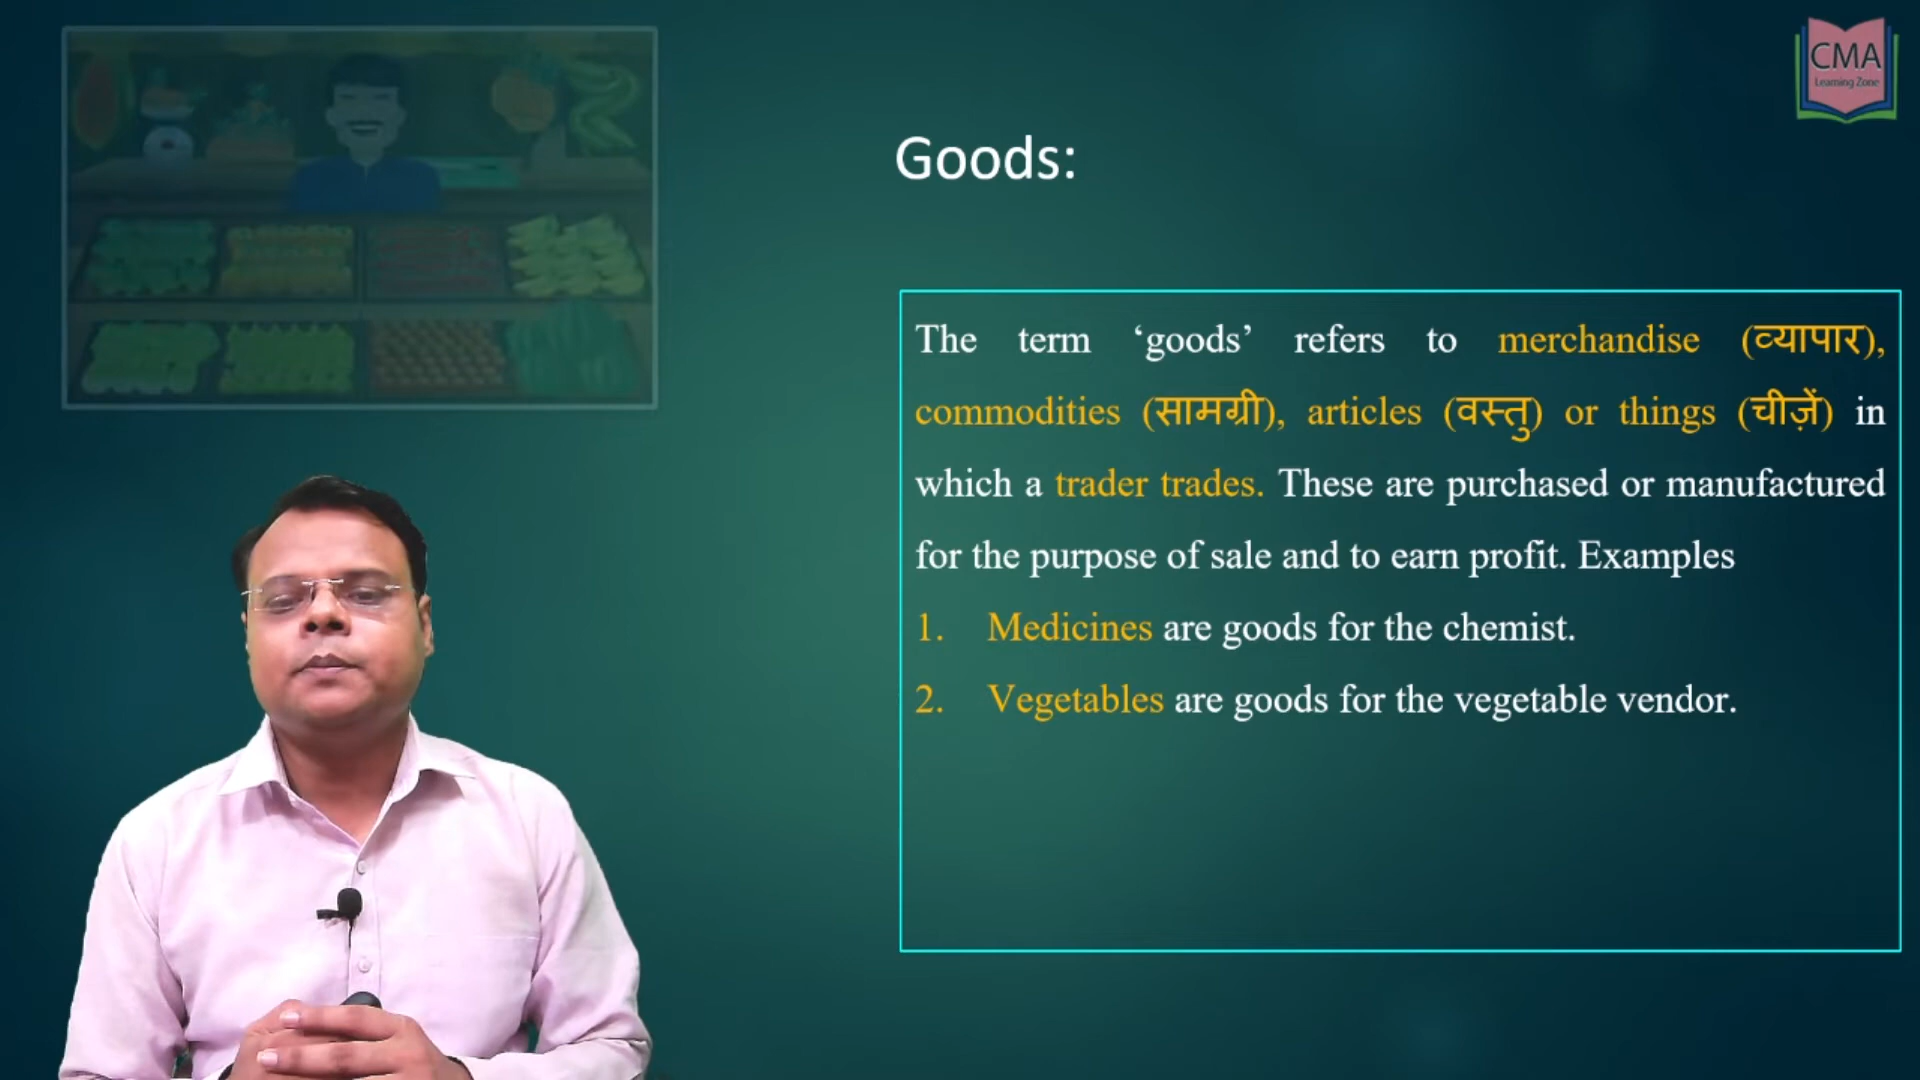 CMA
Learning Zone
Goods:
The term ‘goods’ refers to merchandise (व्यापार),
commodities (सामग्री), articles (वस्तु) or things (चीज़ें) in
which a trader trades. These are purchased or manufactured
for the purpose of sale and to earn profit. Examples
1. Medicines are goods for the chemist.
2. Vegetables are goods for the vegetable vendor.